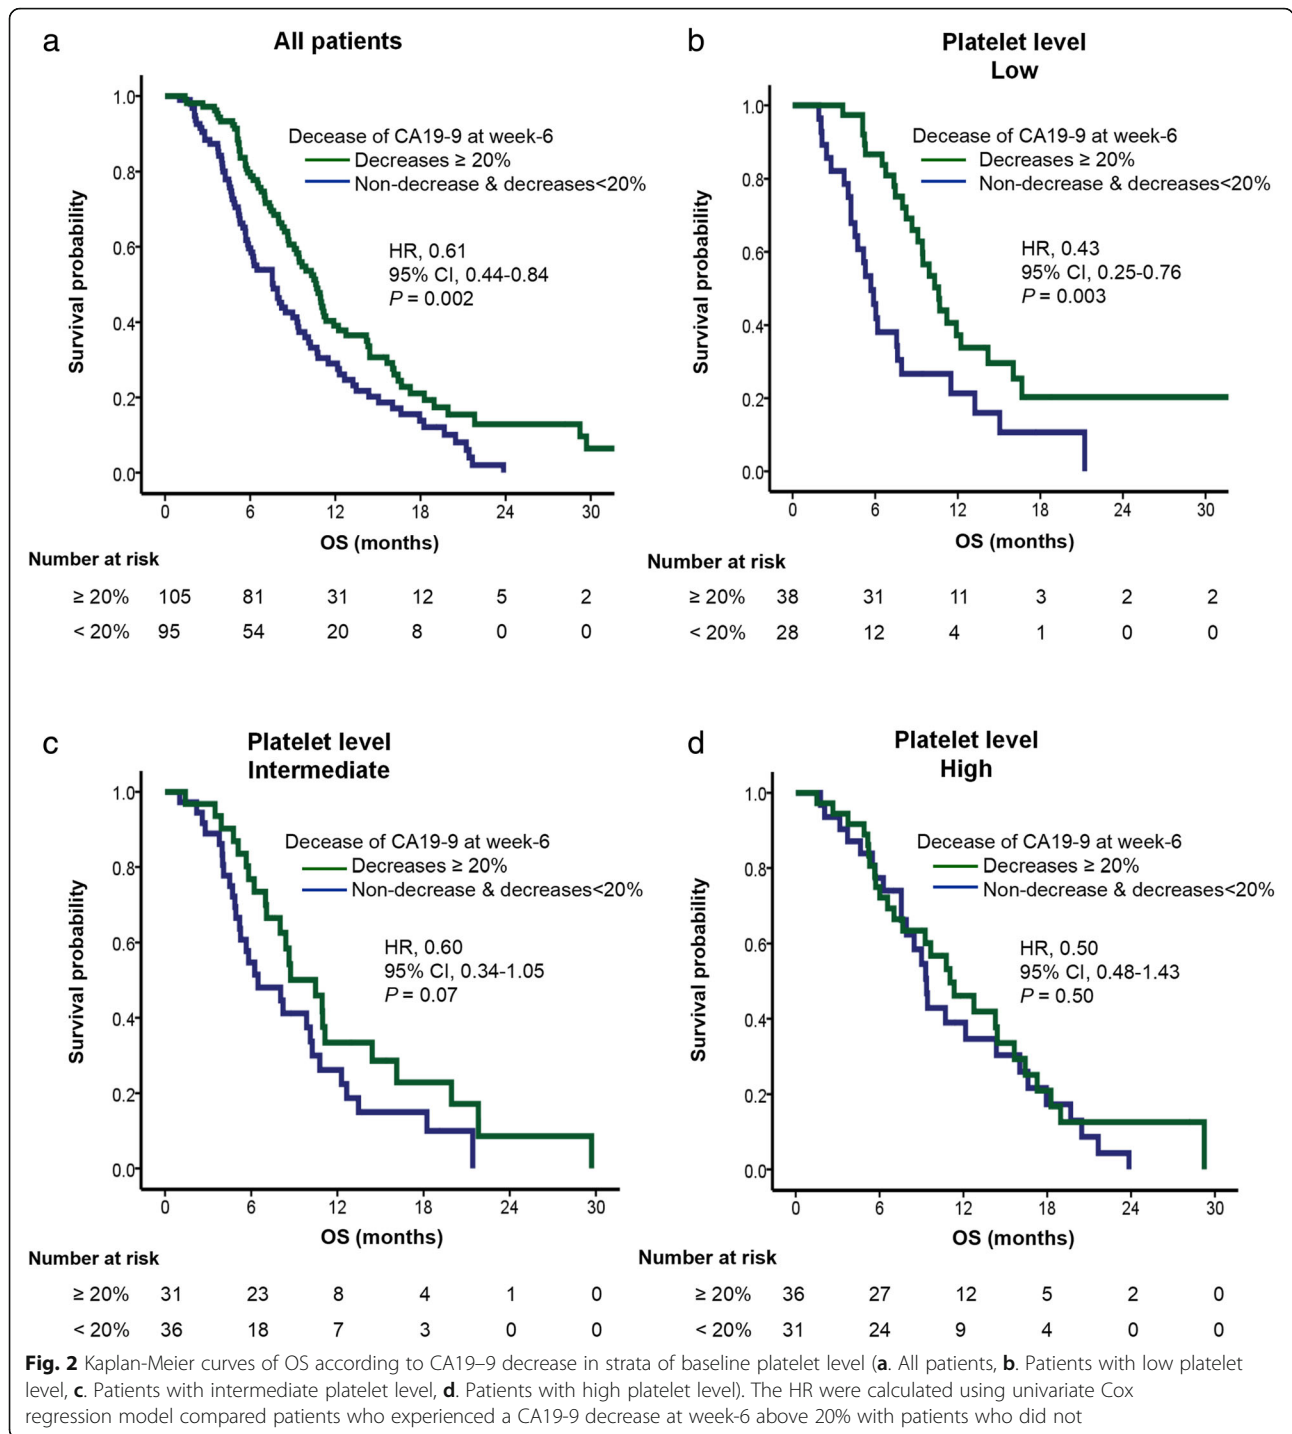 a
All patients
1.0
0.8
0.6
0.4
0.2
0.0
Survival probability
Decease of CA19-9 at week-6
Decreases ≥ 20%
Non-decrease & decreases<20%
HR, 0.61
95% CI, 0.44-0.84
P = 0.002
0 6 12 18 24 30
OS (months)
Number at risk
≥ 20% 105 81 31 12 5 2
< 20% 95 54 20 8 0 0
b
Platelet level
Low
1.0
0.8
0.6
0.4
0.2
0.0
Survival probability
Decease of CA19-9 at week-6
Decreases ≥ 20%
Non-decrease & decreases<20%
HR, 0.43
95% CI, 0.25-0.76
P = 0.003
0 6 12 18 24 30
OS (months)
Number at risk
≥ 20% 38 31 11 3 2 2
< 20% 28 12 4 1 0 0
c
Platelet level
Intermediate
1.0
0.8
0.6
0.4
0.2
0.0
Survival probability
Decease of CA19-9 at week-6
Decreases ≥ 20%
Non-decrease & decreases<20%
HR, 0.60
95% CI, 0.34-1.05
P = 0.07
0 6 12 18 24 30
OS (months)
Number at risk
≥ 20% 31 23 8 4 1 0
< 20% 36 18 7 3 0 0
d
Platelet level
High
1.0
0.8
0.6
0.4
0.2
0.0
Survival probability
Decease of CA19-9 at week-6
Decreases ≥ 20%
Non-decrease & decreases<20%
HR, 0.50
95% CI, 0.48-1.43
P = 0.50
0 6 12 18 24 30
OS (months)
Number at risk
≥ 20% 36 27 12 5 2 0
< 20% 31 24 9 4 0 0
Fig. 2 Kaplan-Meier curves of OS according to CA19–9 decrease in strata of baseline platelet level (a. All patients, b. Patients with low platelet
level, c. Patients with intermediate platelet level, d. Patients with high platelet level). The HR were calculated using univariate Cox
regression model compared patients who experienced a CA19-9 decrease at week-6 above 20% with patients who did not